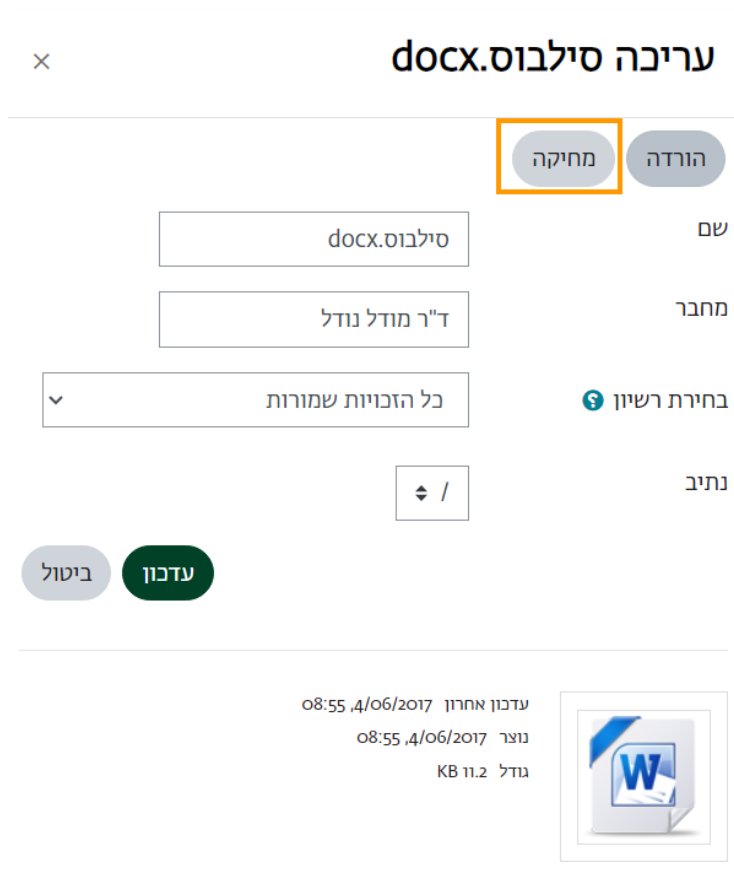 עריכה סילבוס.docx
×
הורדה
מחיקה
שם
סילבוס.docx
מחבר
ד"ר מודל נודל
בחירת רשיון ?
כל הזכויות שמורות
נתיב
/
עדכון
ביטול
עדכון אחרון 4/06/2017, 08:55
נוצר 4/06/2017, 08:55
גודל 11.2 KB
W